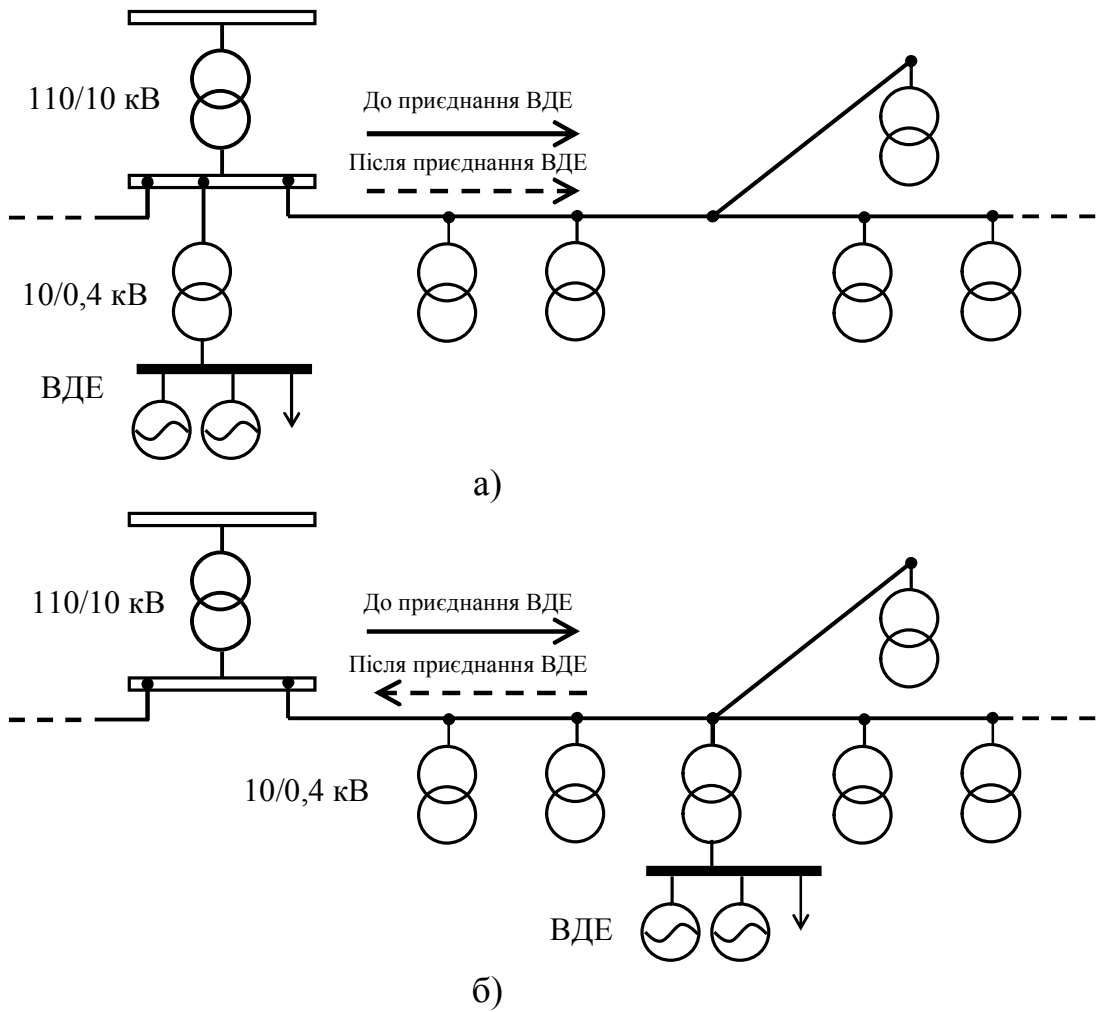 110/10 кВ
До приєднання ВДЕ
Після приєднання ВДЕ
10/0,4 кВ
ВДЕ
а)
110/10 кВ
До приєднання ВДЕ
Після приєднання ВДЕ
10/0,4 кВ
ВДЕ
б)